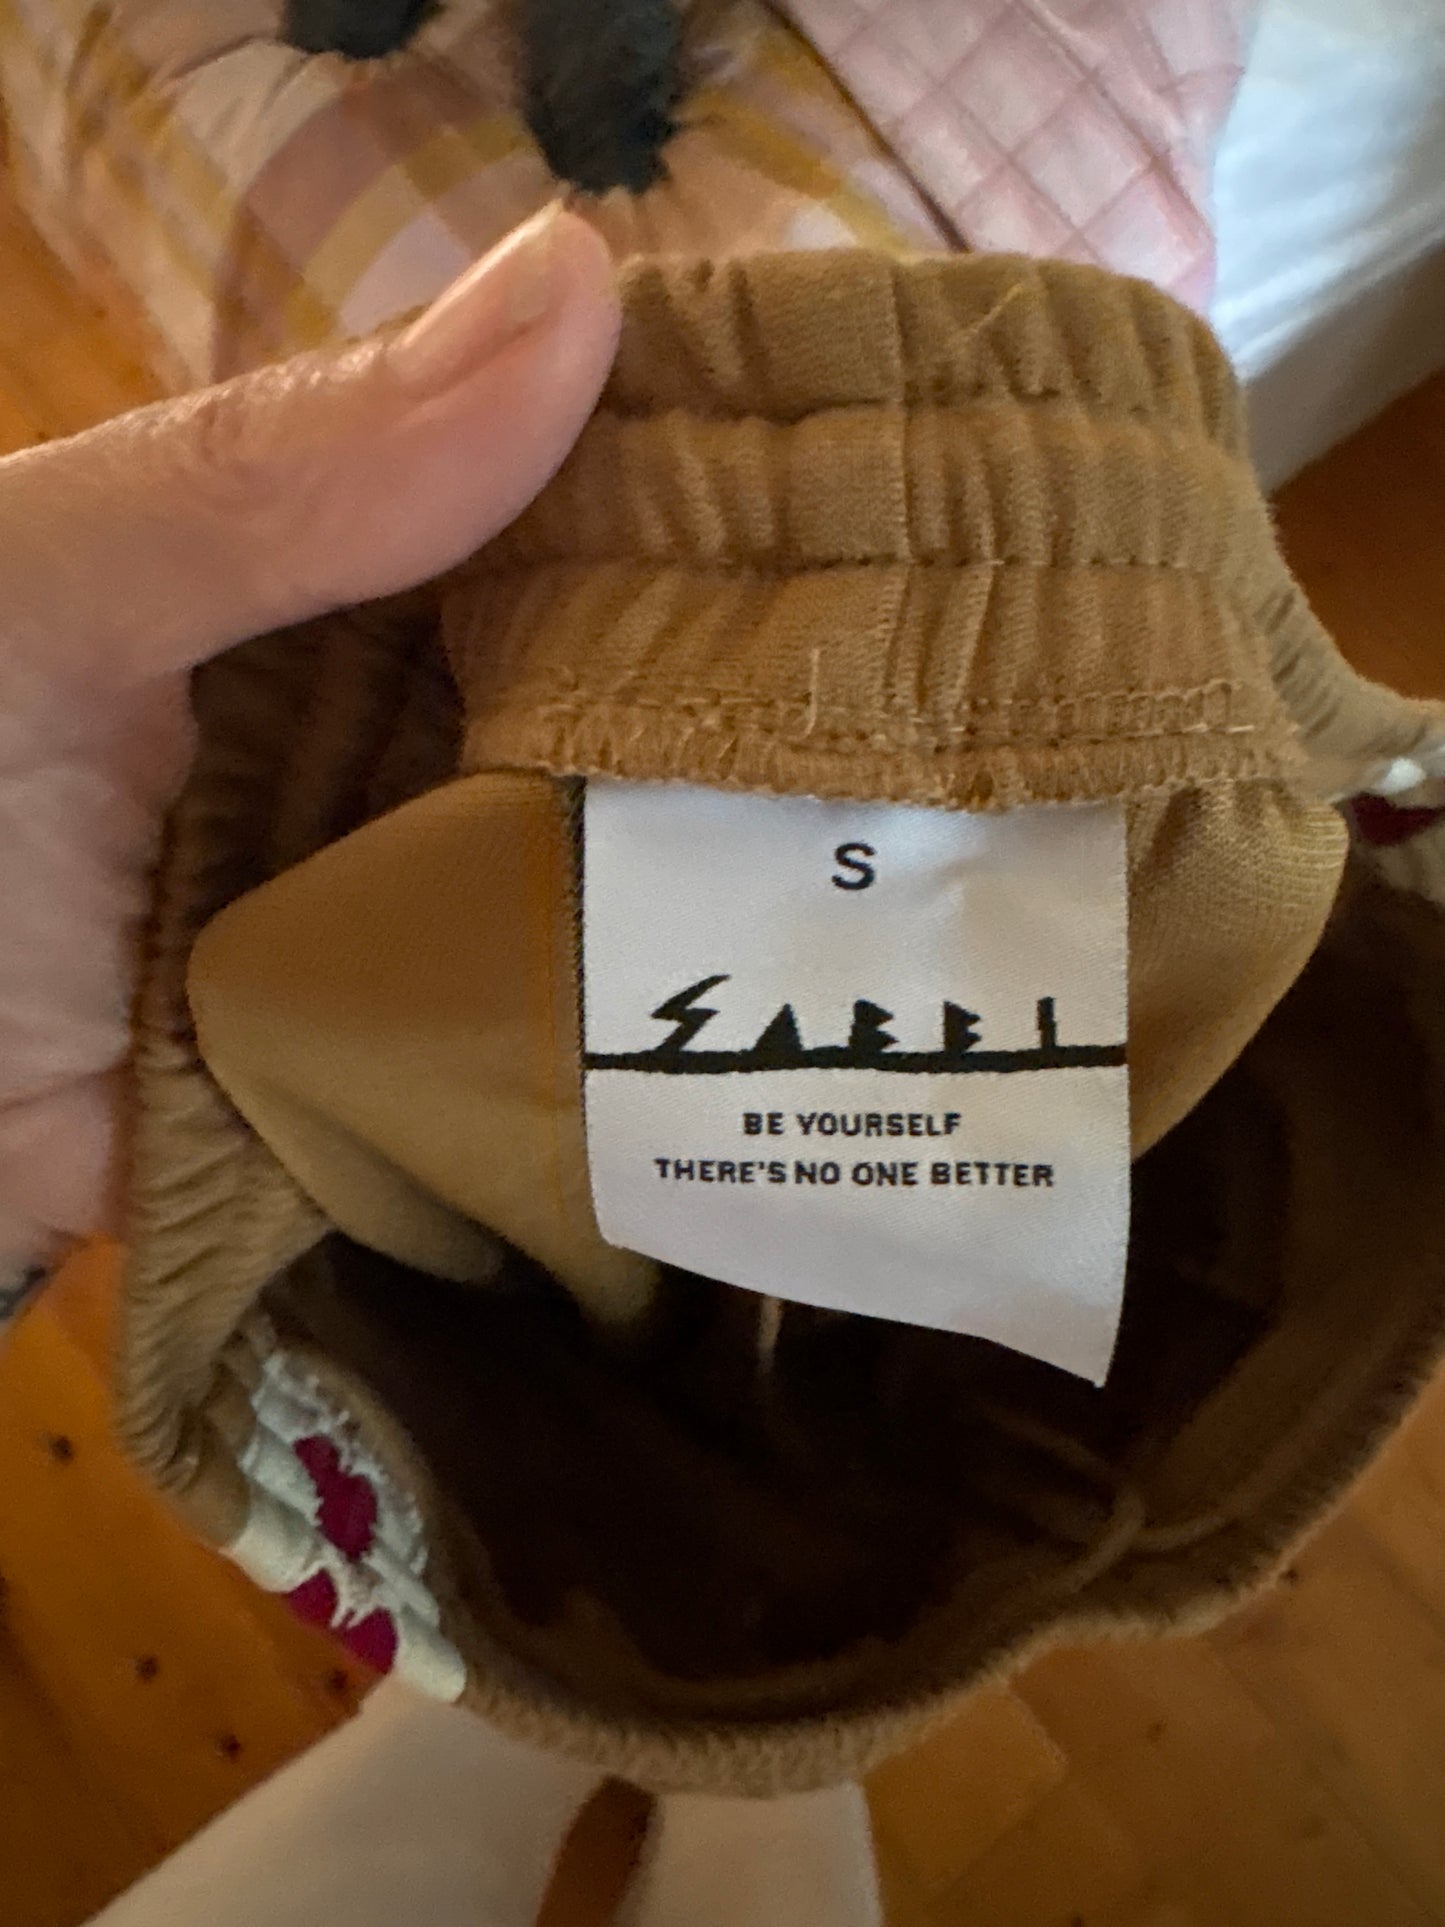 S
SABBI
BE YOURSELF
THERE'S NO ONE BETTER